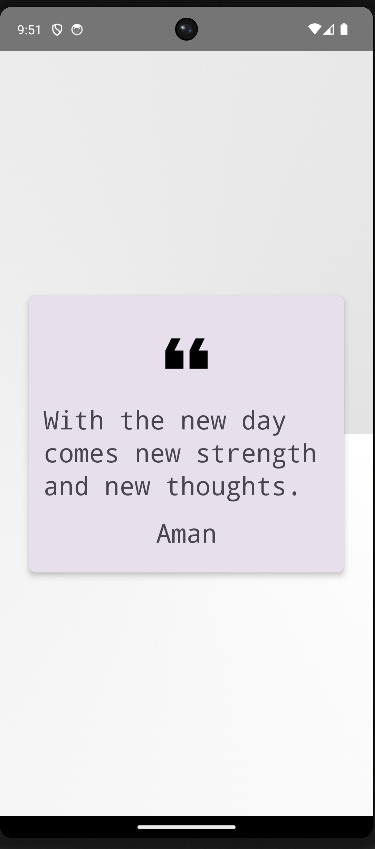 9:51
❝
With the new day
comes new strength
and new thoughts.
Aman